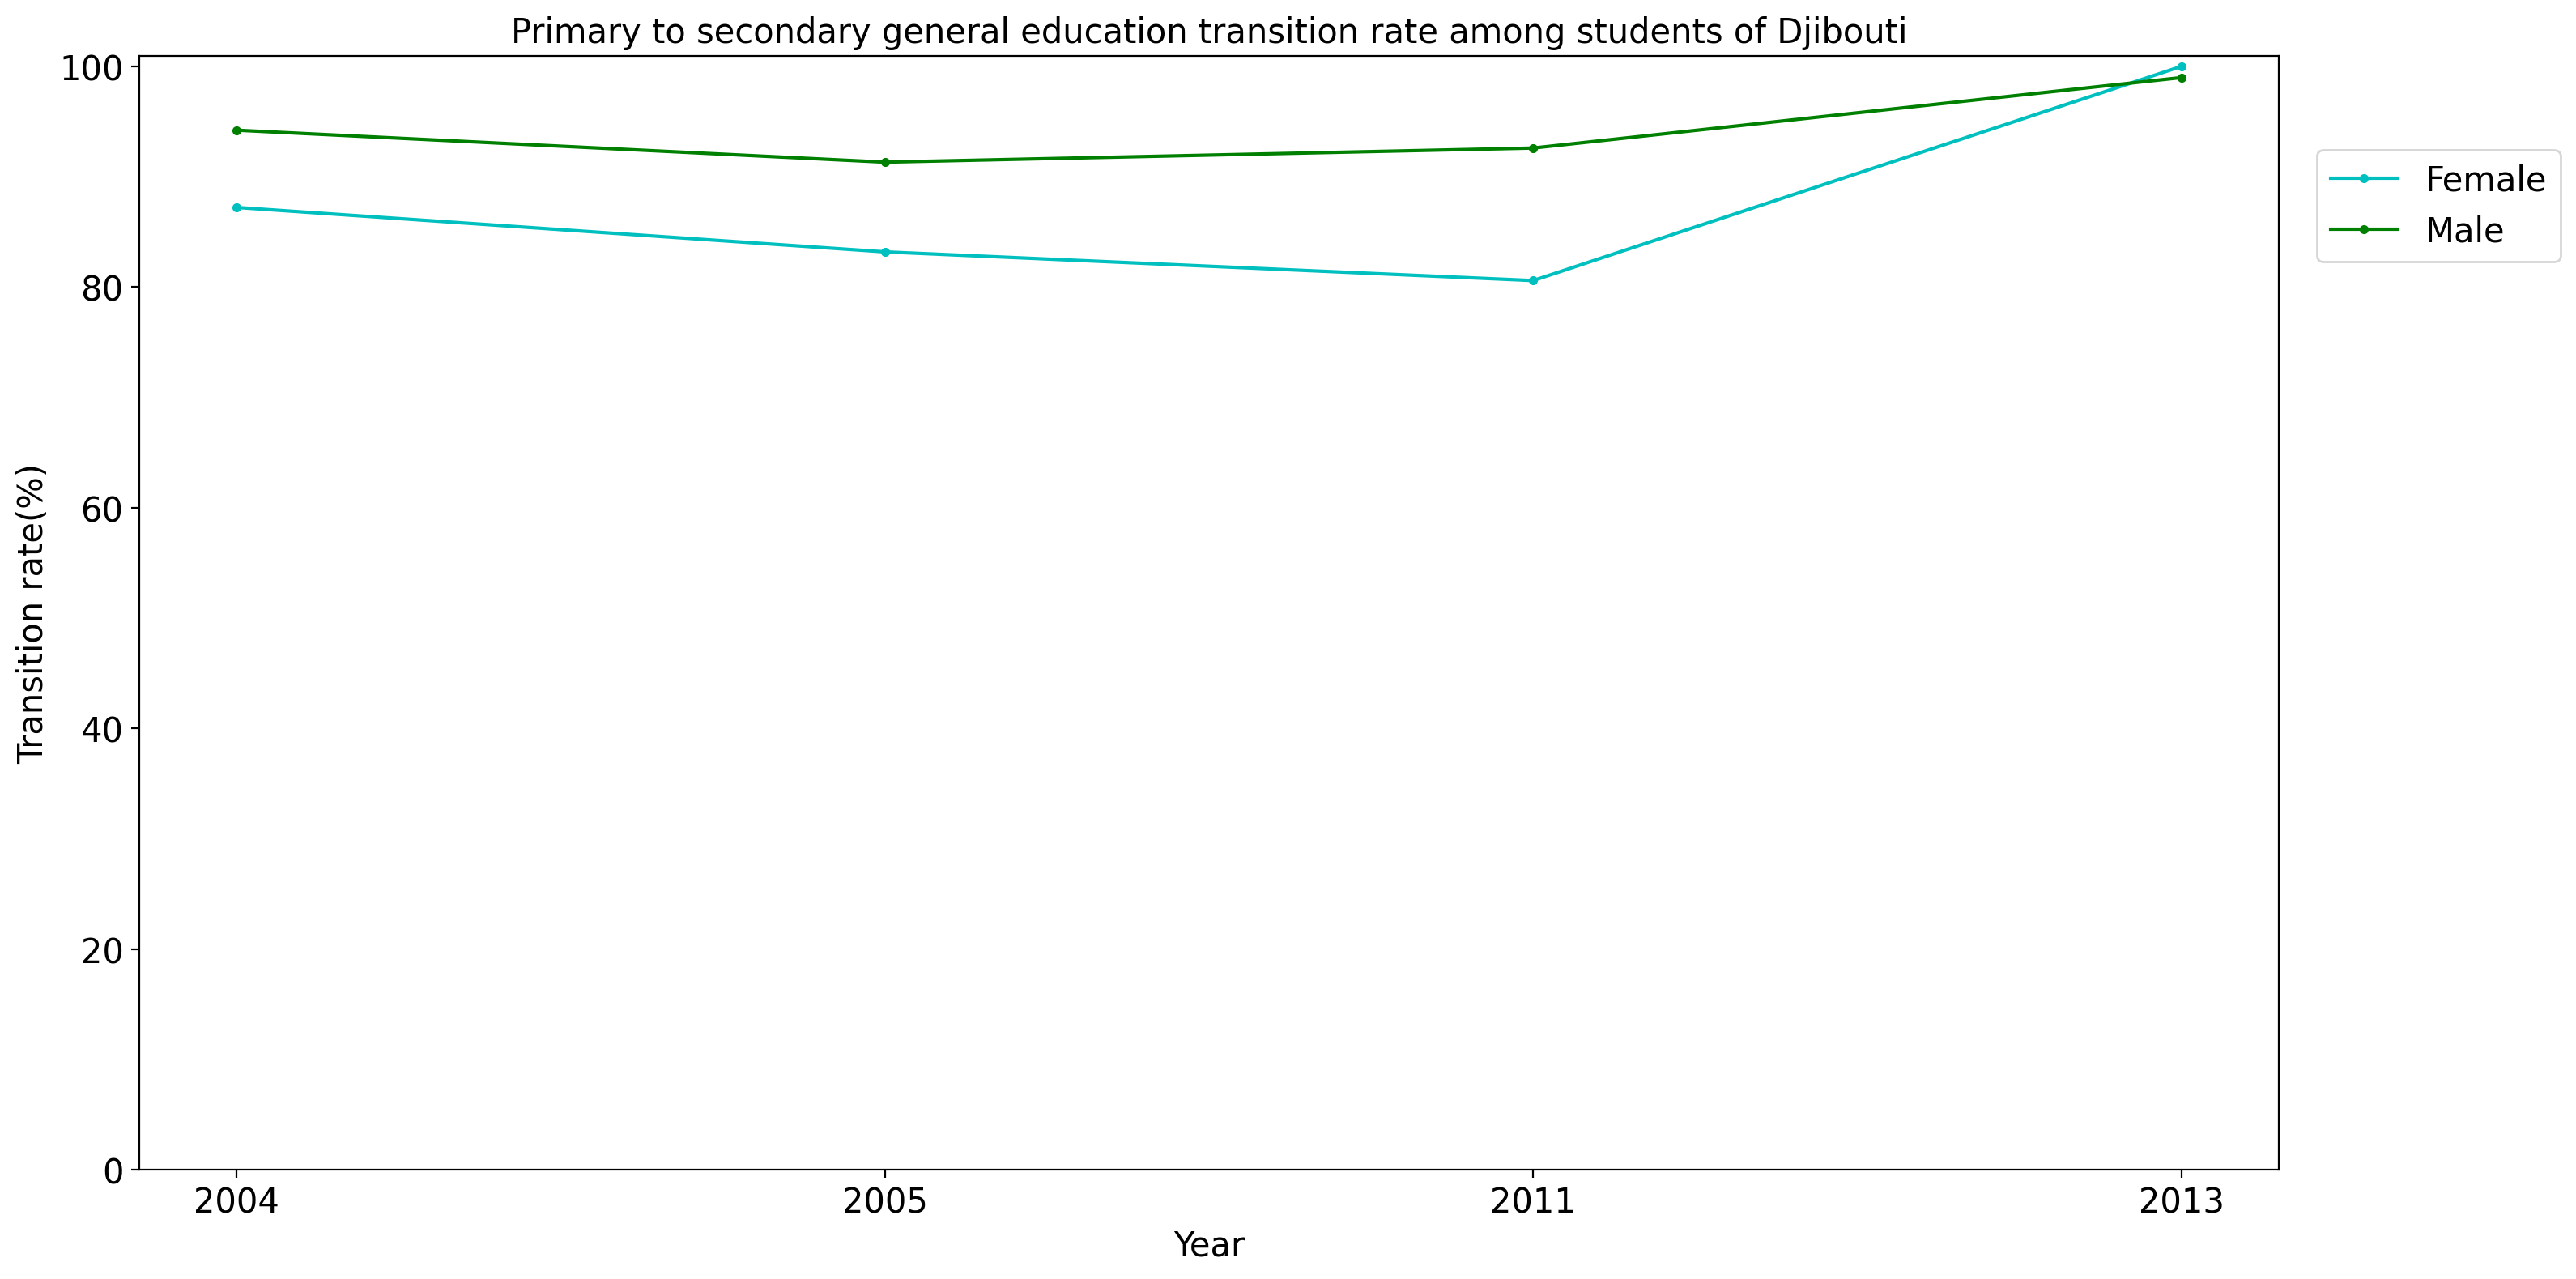 Primary to secondary general education transition rate among students of Djibouti
100
80
60
40
20
0
Transition rate(%)
2004 2005 2011 2013
Year
Female
Male